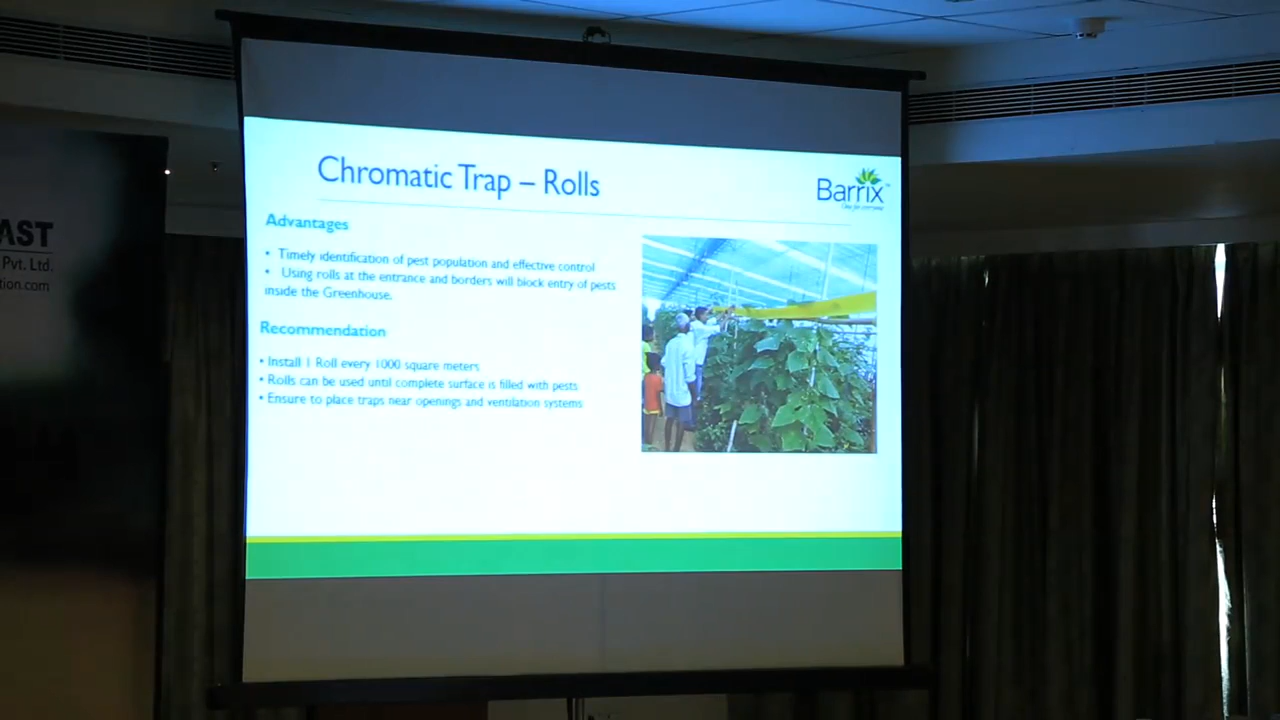 AST
Pvt. Ltd.
tion.com
Chromatic Trap – Rolls
Barrix™
Advantages
• Timely identification of pest population and effective control
• Using rolls at the entrance and borders will block entry of pests
inside the Greenhouse.
Recommendation
• Install 1 Roll every 1000 square meters
• Rolls can be used until complete surface is filled with pests
• Ensure to place traps near openings and ventilation systems